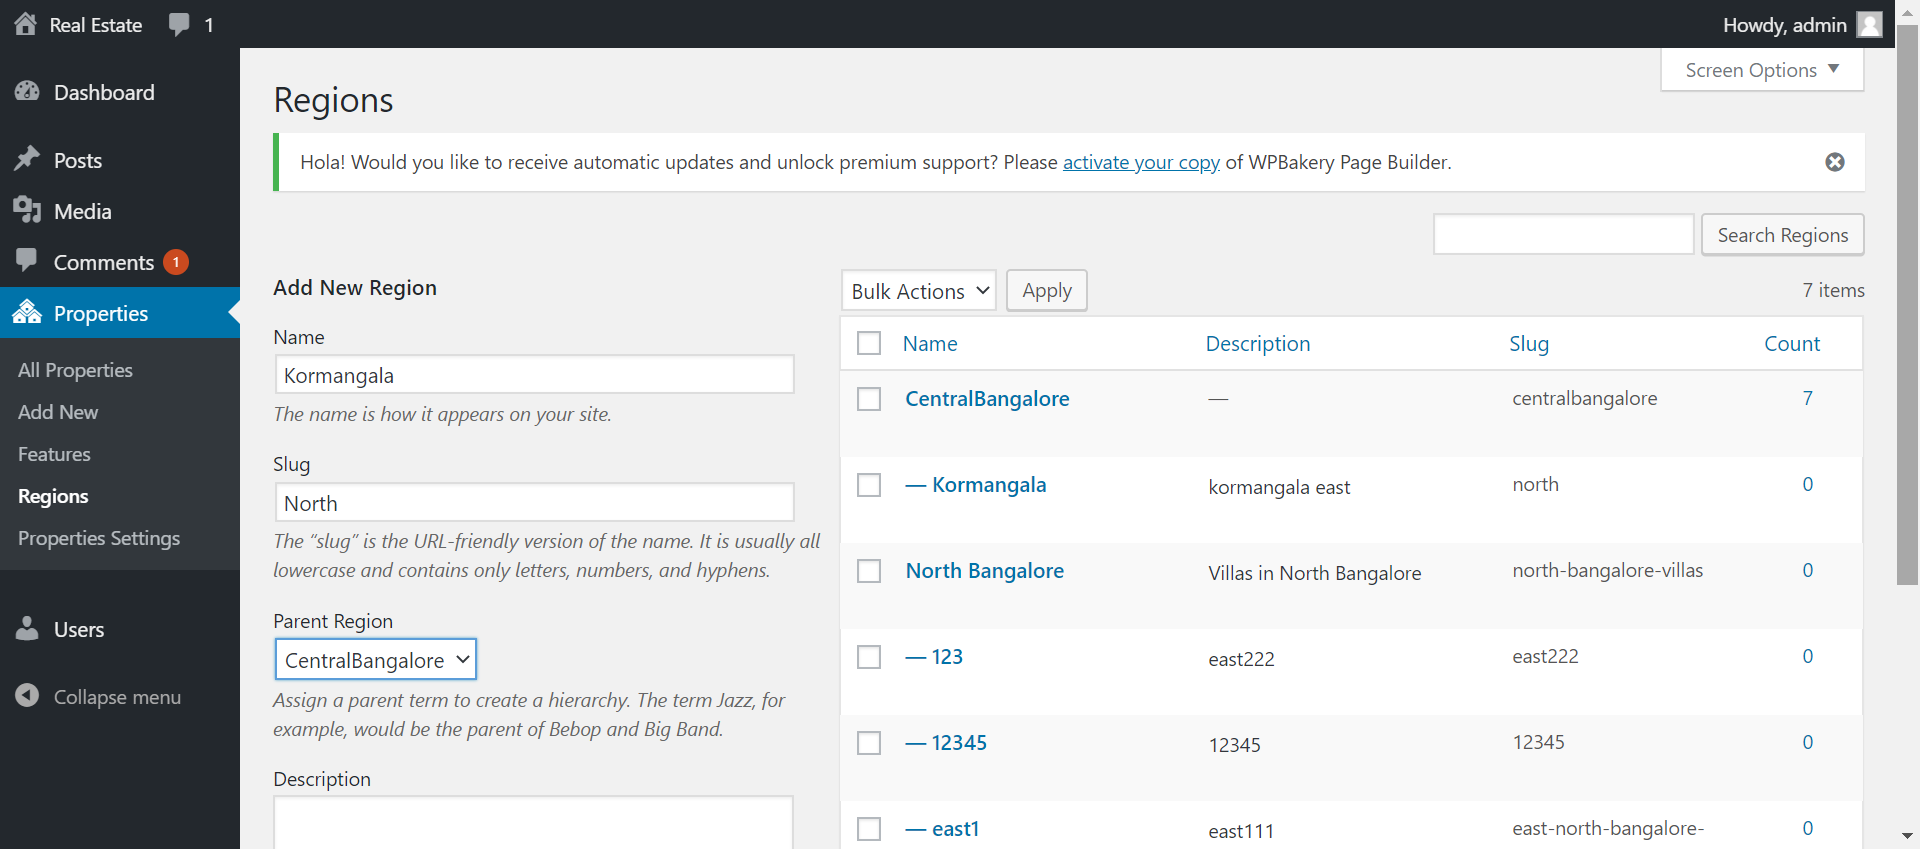 Real Estate 1 Howdy, admin
Dashboard
Posts
Media
Comments 1
Properties
All Properties
Add New
Features
Regions
Properties Settings
Users
Collapse menu
Screen Options
Regions
Hola! Would you like to receive automatic updates and unlock premium support? Please activate your copy of WPBakery Page Builder.
Search Regions
Add New Region
Name
Kormangala
The name is how it appears on your site.
Slug
North
The “slug” is the URL-friendly version of the name. It is usually all
lowercase and contains only letters, numbers, and hyphens.
Parent Region
CentralBangalore
Assign a parent term to create a hierarchy. The term Jazz, for
example, would be the parent of Bebop and Big Band.
Description
Bulk Actions Apply 7 items
Name Description Slug Count
CentralBangalore — centralbangalore 7
— Kormangala kormangala east north 0
North Bangalore Villas in North Bangalore north-bangalore-villas 0
— 123 east222 east222 0
— 12345 12345 12345 0
— east1 east111 east-north-bangalore- 0